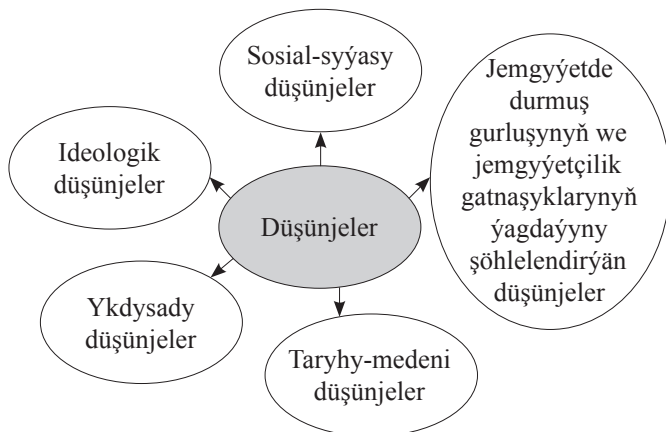 Sosial-syýasy
düşünjeler
Jemgyýetde
durmuş
gurluşynyň we
jemgyýetçilik
gatnaşyklarynyň
ýagdaýyny
şöhlelendirýän
düşünjeler
Ideologik
düşünjeler
Düşünjeler
Ykdysady
düşünjeler
Taryhy-medeni
düşünjeler